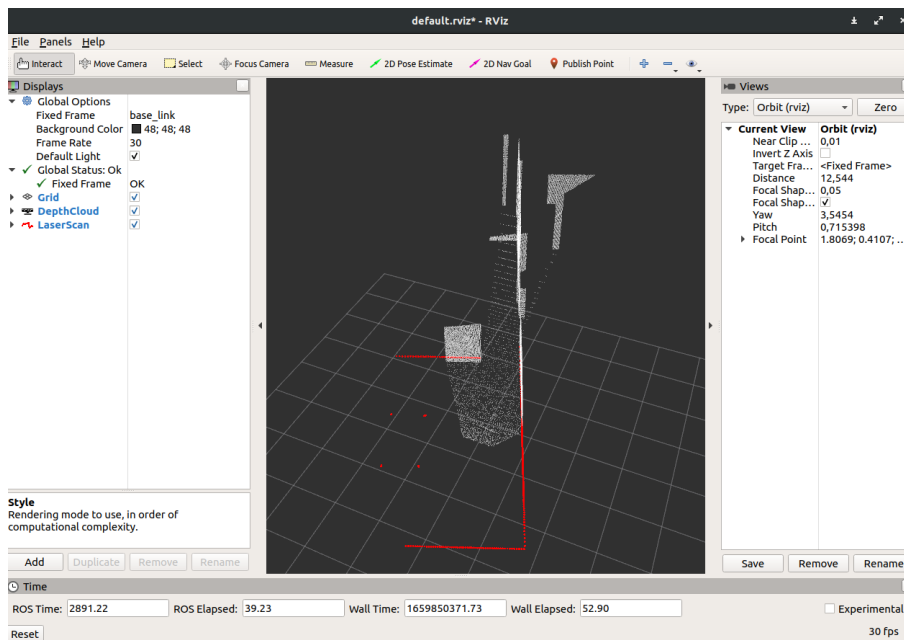 default.rviz* - RViz
File Panels Help
Interact Move Camera Select Focus Camera Measure 2D Pose Estimate 2D Nav Goal Publish Point
Displays
Global Options
Fixed Frame base_link
Background Color 48; 48; 48
Frame Rate 30
Default Light
Global Status: Ok
Fixed Frame OK
Grid
DepthCloud
LaserScan
Style
Rendering mode to use, in order of
computational complexity.
Add Duplicate Remove Rename
Views
Type: Orbit (rviz) Zero
Current View Orbit (rviz)
Near Clip ... 0,01
Invert Z Axis
Target Fra... <Fixed Frame>
Distance 12,544
Focal Shap... 0,05
Focal Shap...
Yaw 3,5454
Pitch 0,715398
Focal Point 1.8069; 0.4107; ...
Save Remove Rename
Time
ROS Time: 2891.22 ROS Elapsed: 39.23 Wall Time: 1659850371.73 Wall Elapsed: 52.90 Experimental
Reset 30 fps